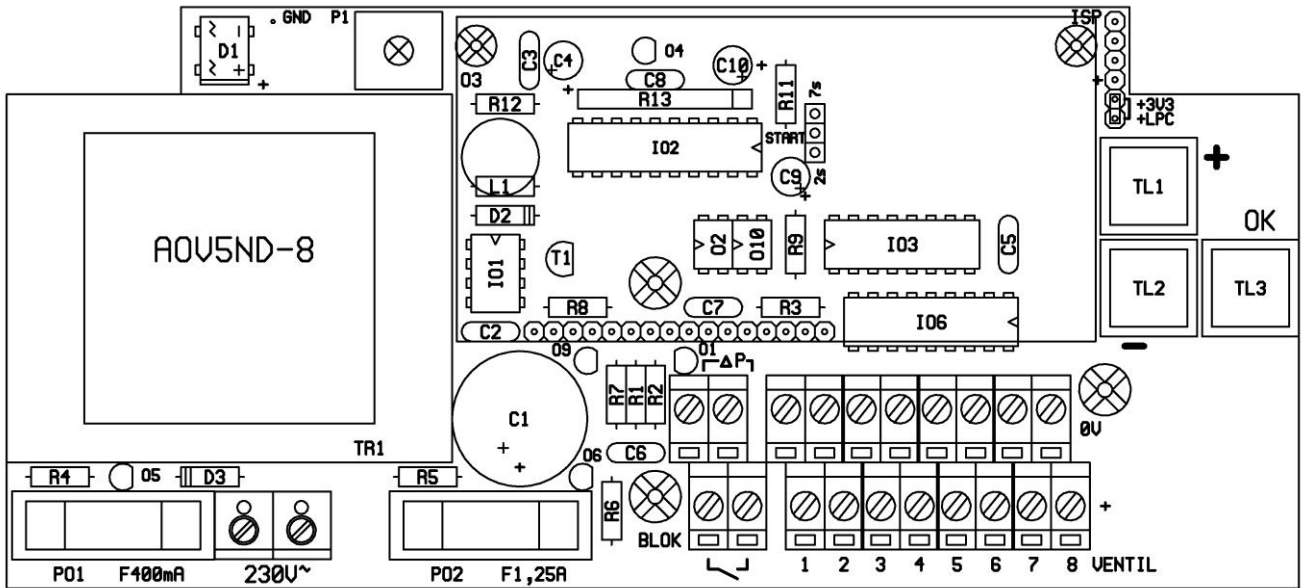 D1
. GND P1
ISP
O3
C3
C4
O4
C8
C10
R11
7s
+3V3
+LPC
R12
R13
START
IO2
C9
2s
L1
D2
TL1
OK
AOV5ND-8
IO1
T1
O2
O10
R9
IO3
C5
TL2
TL3
R8
C7
R3
IO6
C2
O9
O1
ΔP
C1
R7
R1
R2
0V
TR1
R4
O5
D3
R5
O6
C6
R6
BLOK
1 2 3 4 5 6 7 8 VENTIL
PO1 F400mA 230V~ PO2 F1,25A